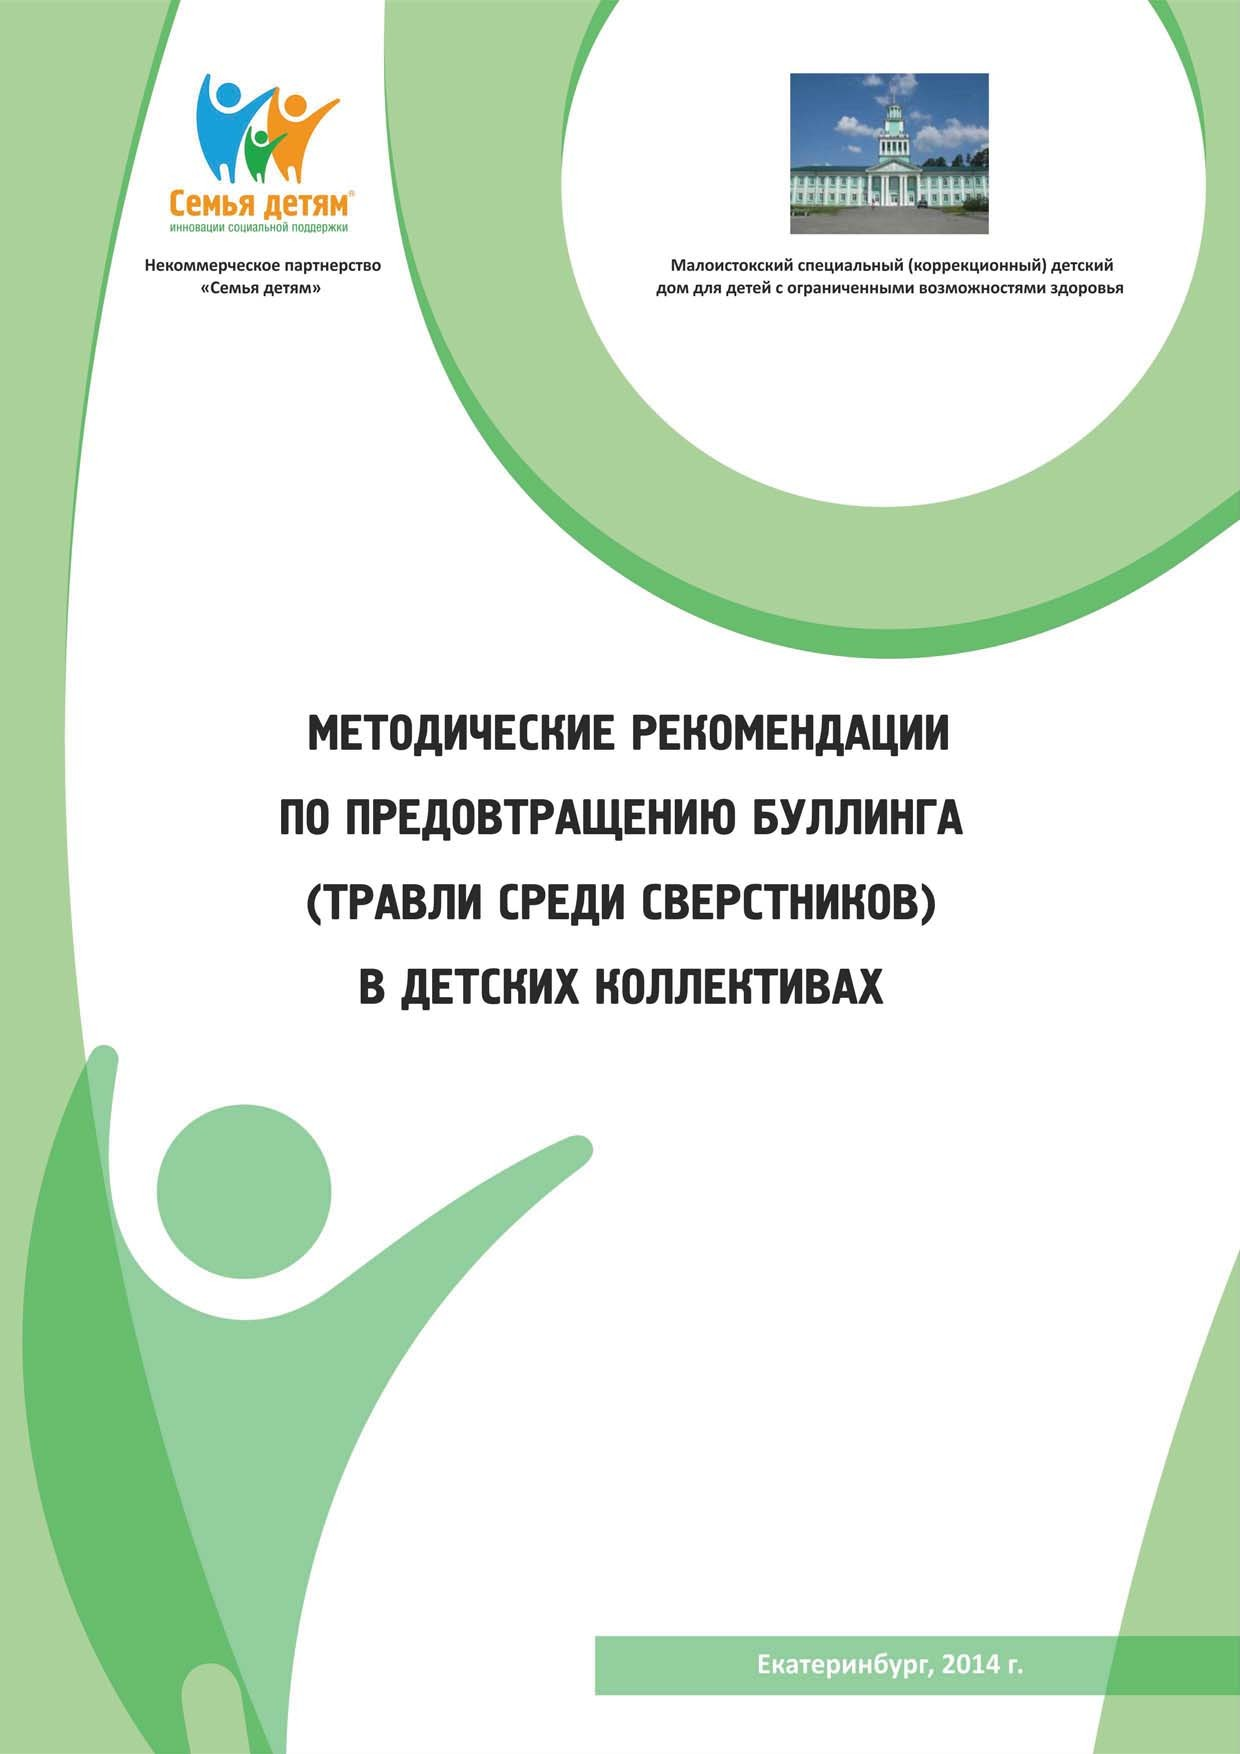 Семья детям®
инновации социальной поддержки
Некоммерческое партнерство
«Семья детям»
Малоистокский специальный (коррекционный) детский
дом для детей с ограниченными возможностями здоровья
МЕТОДИЧЕСКИЕ РЕКОМЕНДАЦИИ
ПО ПРЕДОВТРАЩЕНИЮ БУЛЛИНГА
(ТРАВЛИ СРЕДИ СВЕРСТНИКОВ)
В ДЕТСКИХ КОЛЛЕКТИВАХ
Екатеринбург, 2014 г.